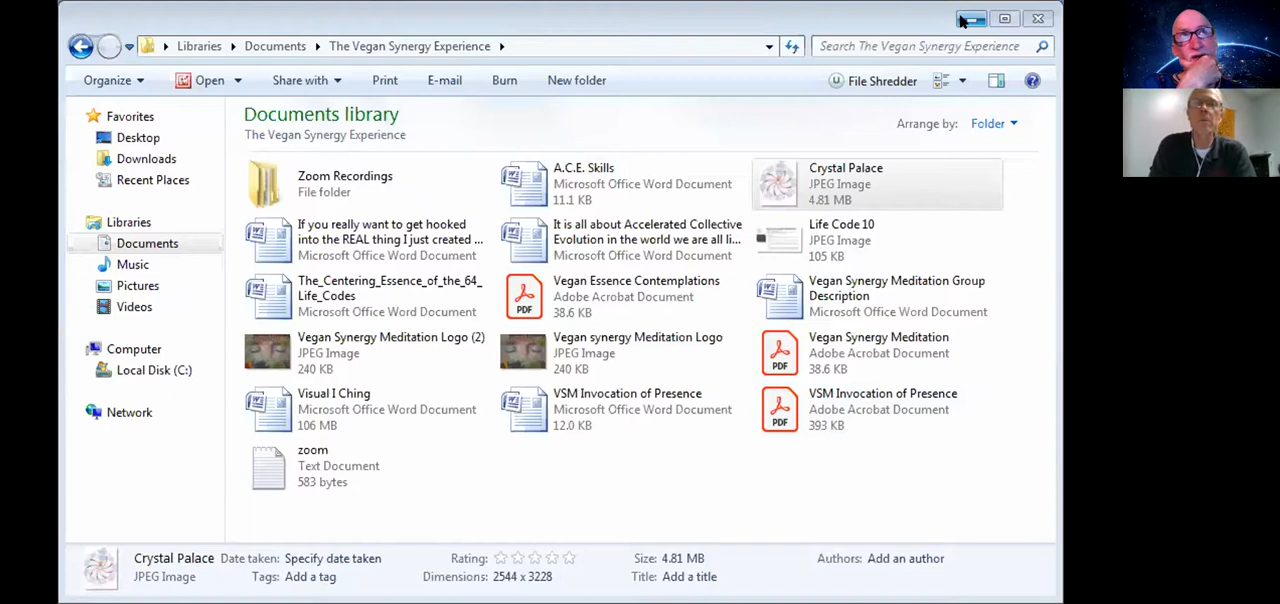 Libraries
Documents
The Vegan Synergy Experience
Search The Vegan Synergy Experience
Organize
Open
Share with
Print
E-mail
Burn
New folder
File Shredder
Favorites
Desktop
Downloads
Recent Places
Libraries
Documents
Music
Pictures
Videos
Computer
Local Disk (C:)
Network
Documents library
The Vegan Synergy Experience
Arrange by:
Folder
Zoom Recordings
File folder
A.C.E. Skills
Microsoft Office Word Document
11.1 KB
Crystal Palace
JPEG Image
4.81 MB
If you really want to get hooked
into the REAL thing I just created ...
Microsoft Office Word Document
It is all about Accelerated Collective
Evolution in the world we are all li...
Microsoft Office Word Document
Life Code 10
JPEG Image
105 KB
The_Centering_Essence_of_the_64_
Life_Codes
Microsoft Office Word Document
Vegan Essence Contemplations
Adobe Acrobat Document
38.6 KB
PDF
Vegan Synergy Meditation Group
Description
Microsoft Office Word Document
Vegan Synergy Meditation Logo (2)
JPEG Image
240 KB
Vegan synergy Meditation Logo
JPEG Image
240 KB
Vegan Synergy Meditation
Adobe Acrobat Document
38.6 KB
PDF
Visual I Ching
Microsoft Office Word Document
106 MB
VSM Invocation of Presence
Microsoft Office Word Document
12.0 KB
VSM Invocation of Presence
Adobe Acrobat Document
393 KB
PDF
zoom
Text Document
583 bytes
Crystal Palace
JPEG Image
Date taken: Specify date taken
Tags: Add a tag
Rating:
Dimensions: 2544 x 3228
Size: 4.81 MB
Title: Add a title
Authors: Add an author